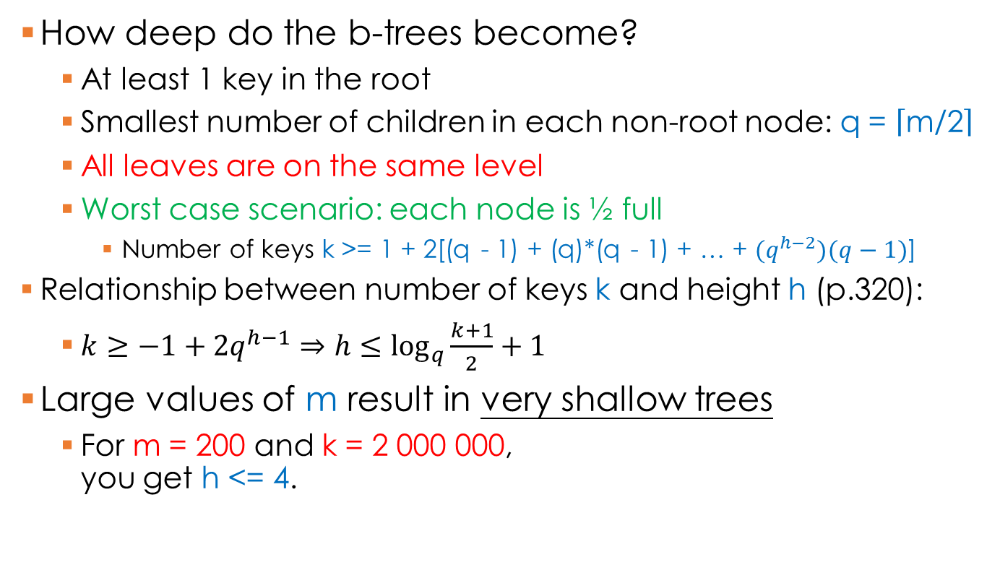 ▪ How deep do the b-trees become?
▪ At least 1 key in the root
▪ Smallest number of children in each non-root node: q = ⌈m/2⌉
▪ All leaves are on the same level
▪ Worst case scenario: each node is ½ full
▪ Number of keys k >= 1 + 2[(q - 1) + (q)*(q - 1) + … + (𝑞^{ℎ−2})(𝑞 − 1)]
▪ Relationship between number of keys k and height h (p.320):
▪ 𝑘 ≥ −1 + 2𝑞^{ℎ−1} ⇒ ℎ ≤ log_𝑞 \frac{𝑘+1}{2} + 1
▪ Large values of m result in very shallow trees
▪ For m = 200 and k = 2 000 000,
you get h <= 4.